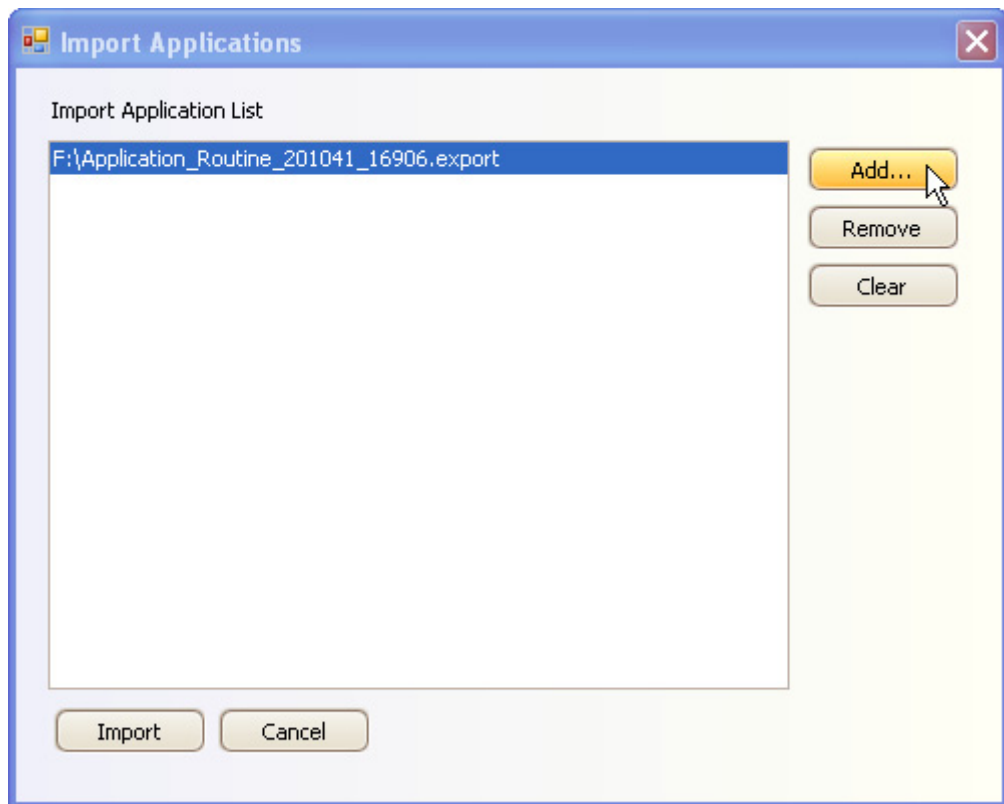 Import Applications
Import Application List
F:\Application_Routine_201041_16906.export
Add...
Remove
Clear
Import
Cancel